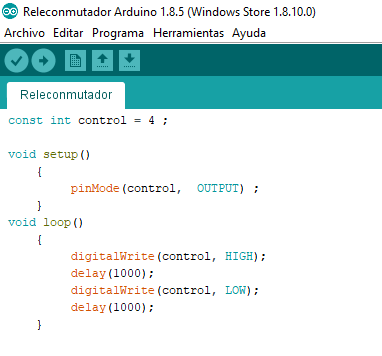 Releconmutador Arduino 1.8.5 (Windows Store 1.8.10.0)
Archivo Editar Programa Herramientas Ayuda
Releconmutador
const int control = 4 ;
void setup()
{
pinMode(control,  OUTPUT) ;
}
void loop()
{
digitalWrite(control, HIGH);
delay(1000);
digitalWrite(control, LOW);
delay(1000);
}